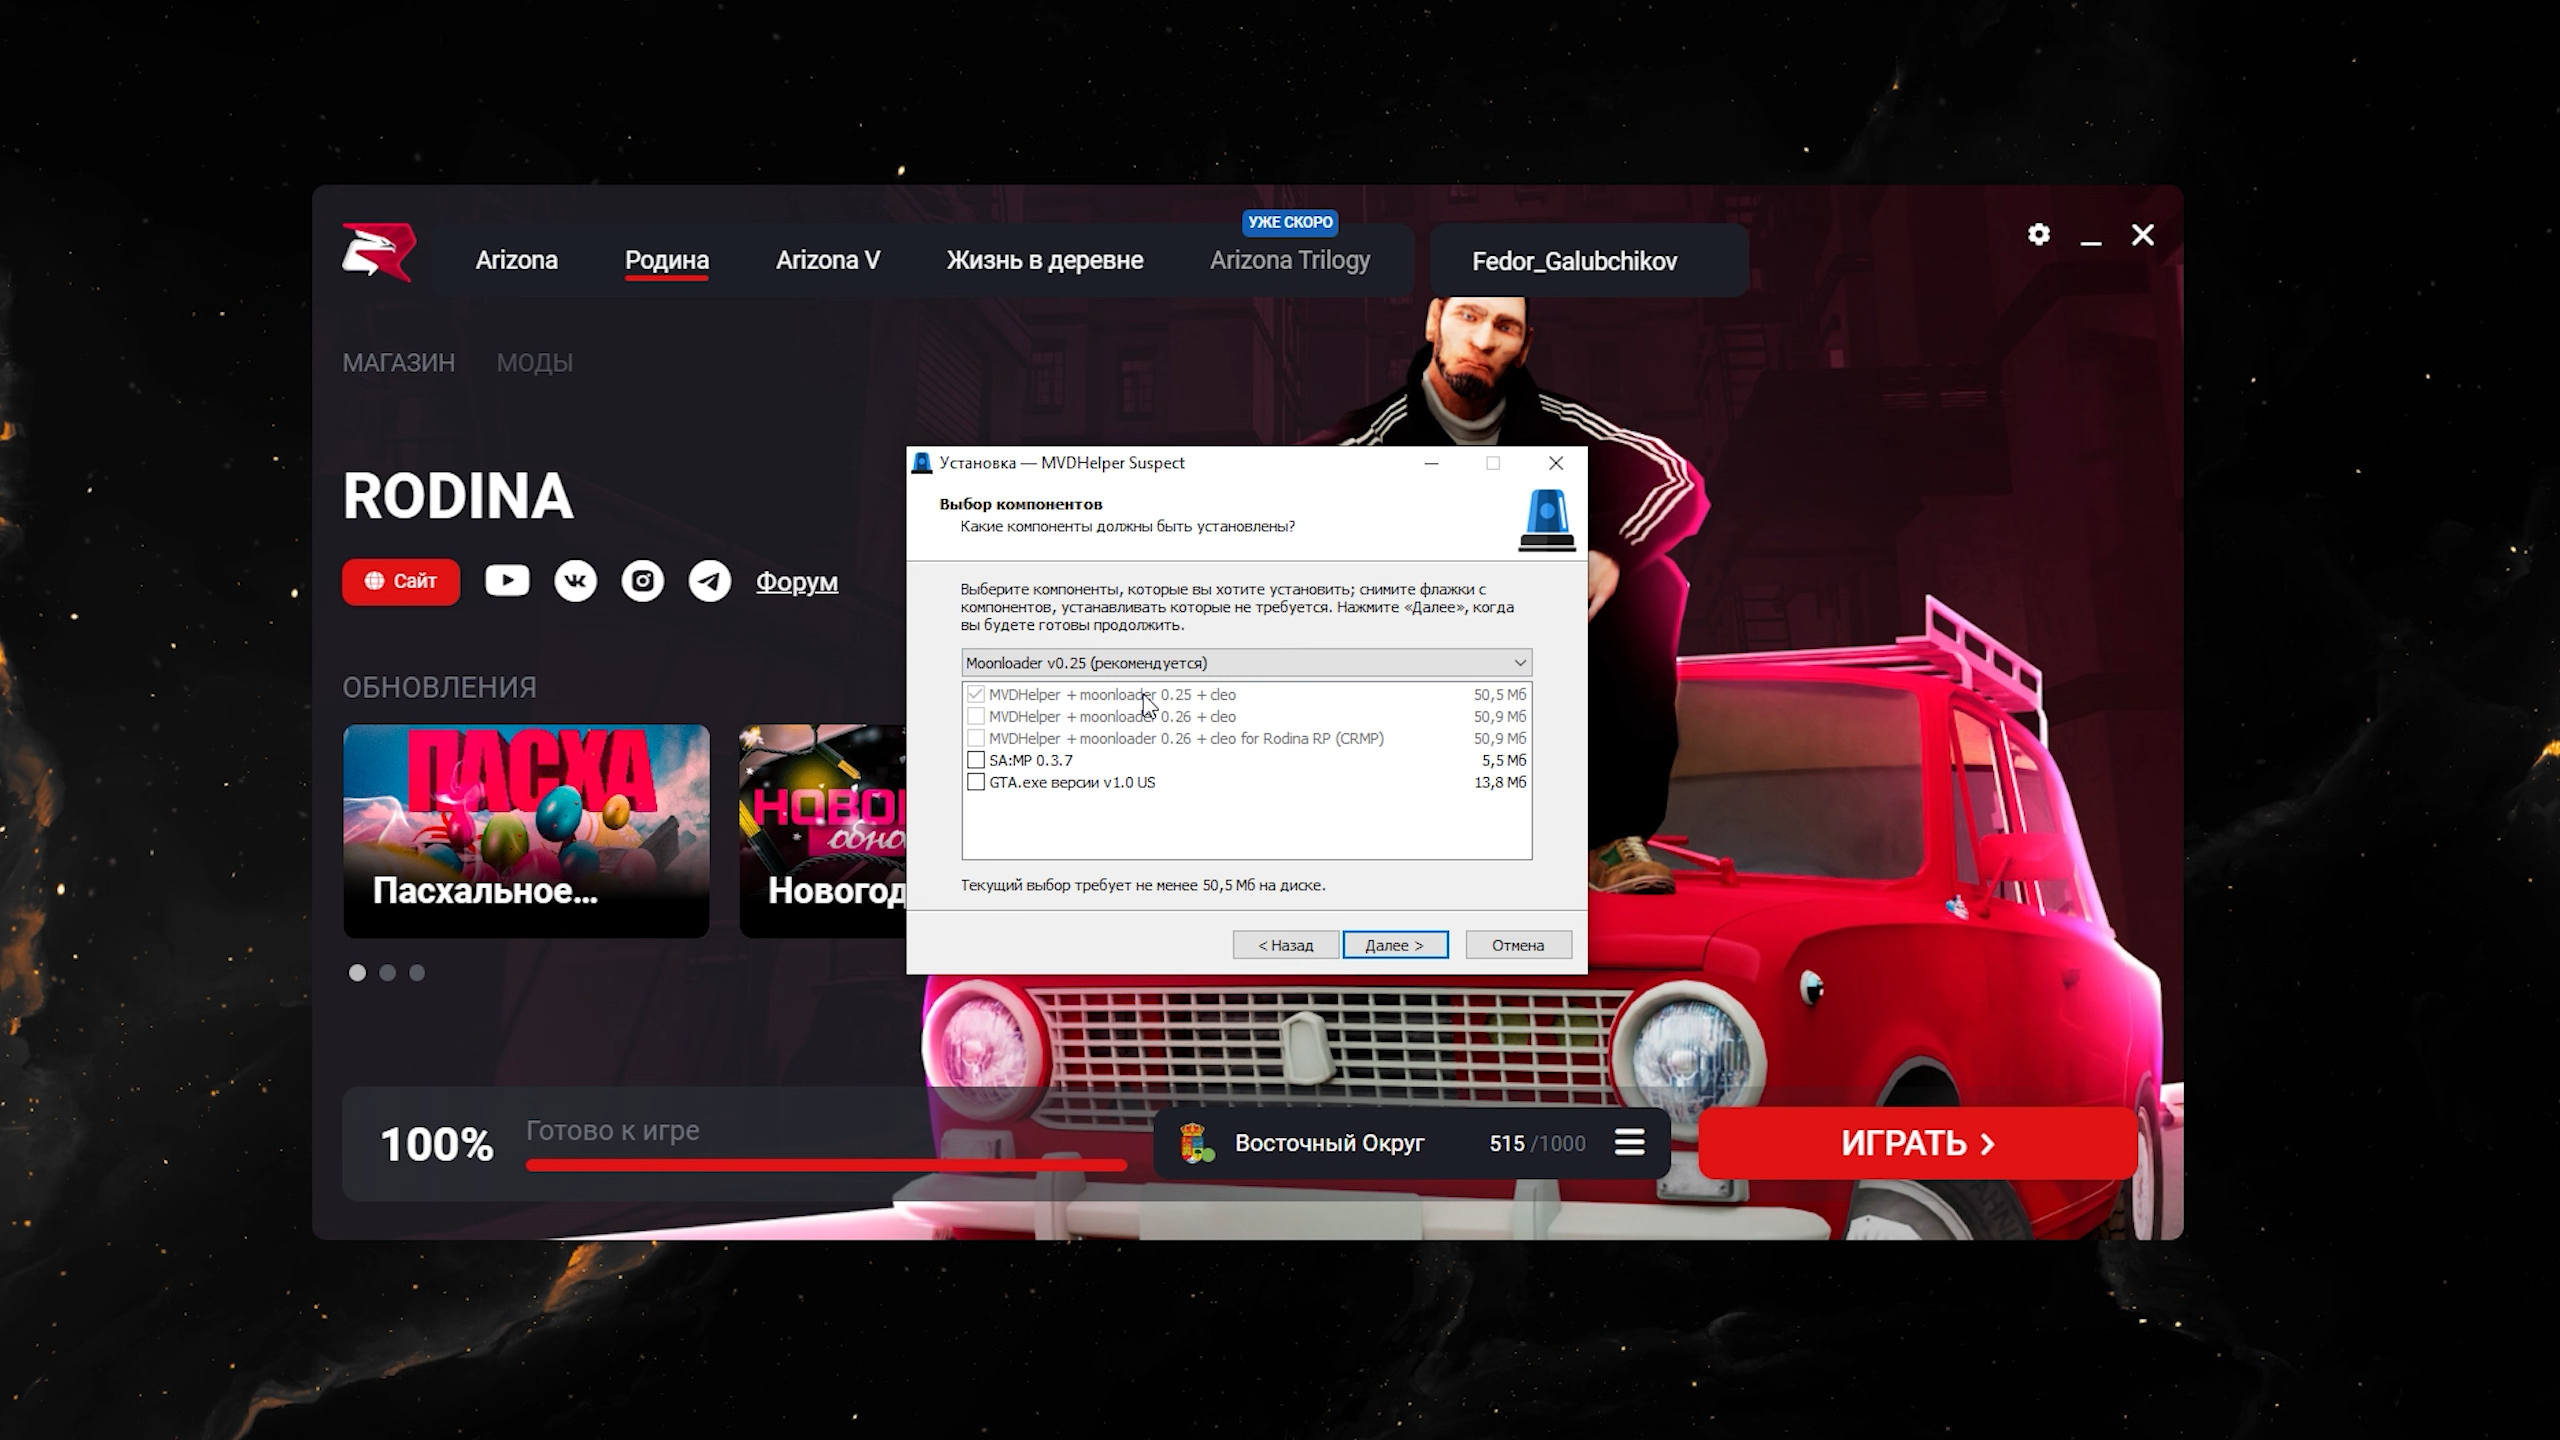 УЖЕ СКОРО
Arizona
Родина
Arizona V
Жизнь в деревне
Arizona Trilogy
Fedor_Galubchikov
МАГАЗИН
МОДЫ
RODINA
Сайт
Форум
ОБНОВЛЕНИЯ
ПАСХА
Пасхальное...
НОВО
обно
Новогод
Установка — MVDHelper Suspect
Выбор компонентов
Какие компоненты должны быть установлены?
Выберите компоненты, которые вы хотите установить; снимите флажки с
компонентов, устанавливать которые не требуется. Нажмите «Далее», когда
вы будете готовы продолжить.
Moonloader v0.25 (рекомендуется)
MVDHelper + moonloader 0.25 + cleo 50,5 Мб
MVDHelper + moonloader 0.26 + cleo 50,9 Мб
MVDHelper + moonloader 0.26 + cleo for Rodina RP (CRMP) 50,9 Мб
SA:MP 0.3.7 5,5 Мб
GTA.exe версии v1.0 US 13,8 Мб
Текущий выбор требует не менее 50,5 Мб на диске.
< Назад
Далее >
Отмена
100%
Готово к игре
Восточный Округ
515 /1000
ИГРАТЬ >